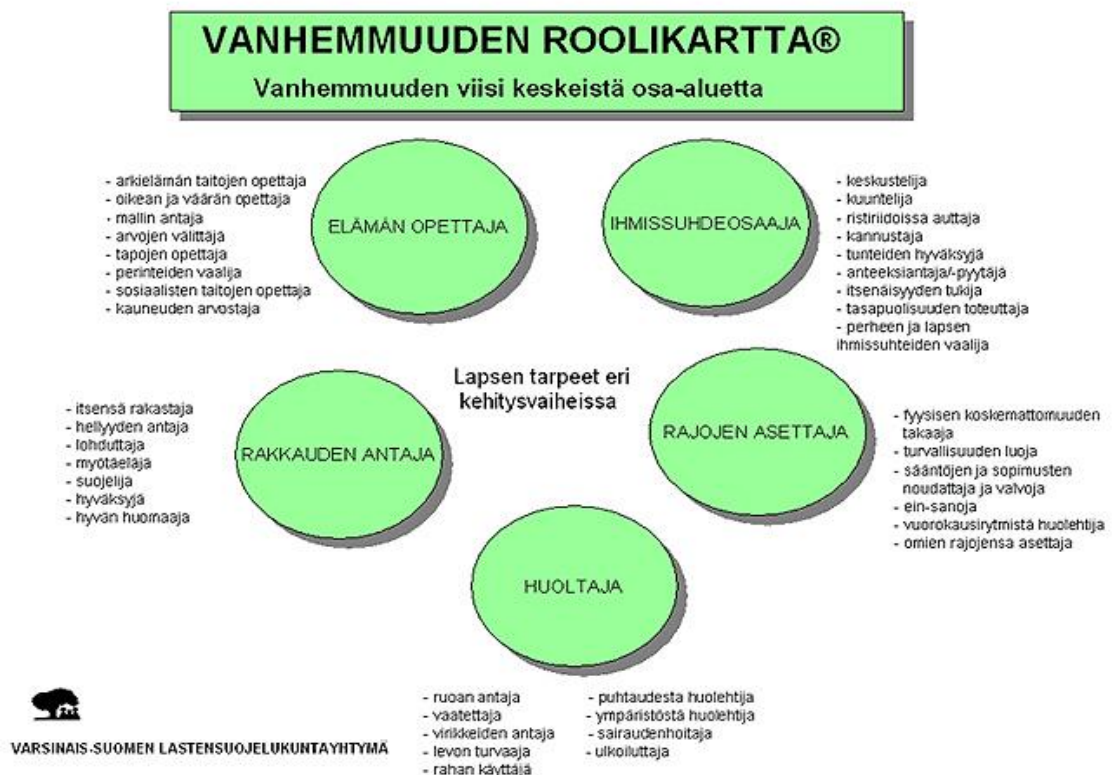 VANHEMMUUDEN ROOLIKARTTA®
Vanhemmuuden viisi keskeistä osa-aluetta
ELÄMÄN OPETTAJA
- arkielämän taitojen opettaja
- oikean ja väärän opettaja
- mallin antaja
- arvojen välittäjä
- tapojen opettaja
- perinteiden vaalija
- sosiaalisten taitojen opettaja
- kauneuden arvostaja
IHMISSUHDEOSAAJA
- keskustelija
- kuuntelija
- ristiriidoissa auttaja
- kannustaja
- tunteiden hyväksyjä
- anteeksiantaja/-pyytäjä
- itsenäisyyden tukija
- tasapuolisuuden toteuttaja
- perheen ja lapsen
ihmissuhteiden vaalija
Lapsen tarpeet eri
kehitysvaiheissa
RAKKAUDEN ANTAJA
- itsensä rakastaja
- hellyyden antaja
- lohduttaja
- myötäeläjä
- suojelija
- hyväksyjä
- hyvän huomaaja
RAJOJEN ASETTAJA
- fyysisen koskemattomuuden
takaaja
- turvallisuuden luoja
- sääntöjen ja sopimusten
noudattaja ja valvoja
- ein-sanoja
- vuorokausirytmistä huolehtija
- omien rajojensa asettaja
HUOLTAJA
- ruoan antaja
- vaatettaja
- virikkeiden antaja
- levon turvaaja
- rahan käyttäjä
- puhtaudesta huolehtija
- ympäristöstä huolehtija
- sairaudenhoitaja
- ulkoiluttaja
VARSINAIS-SUOMEN LASTENSUOJELUKUNTAYHTYMÄ